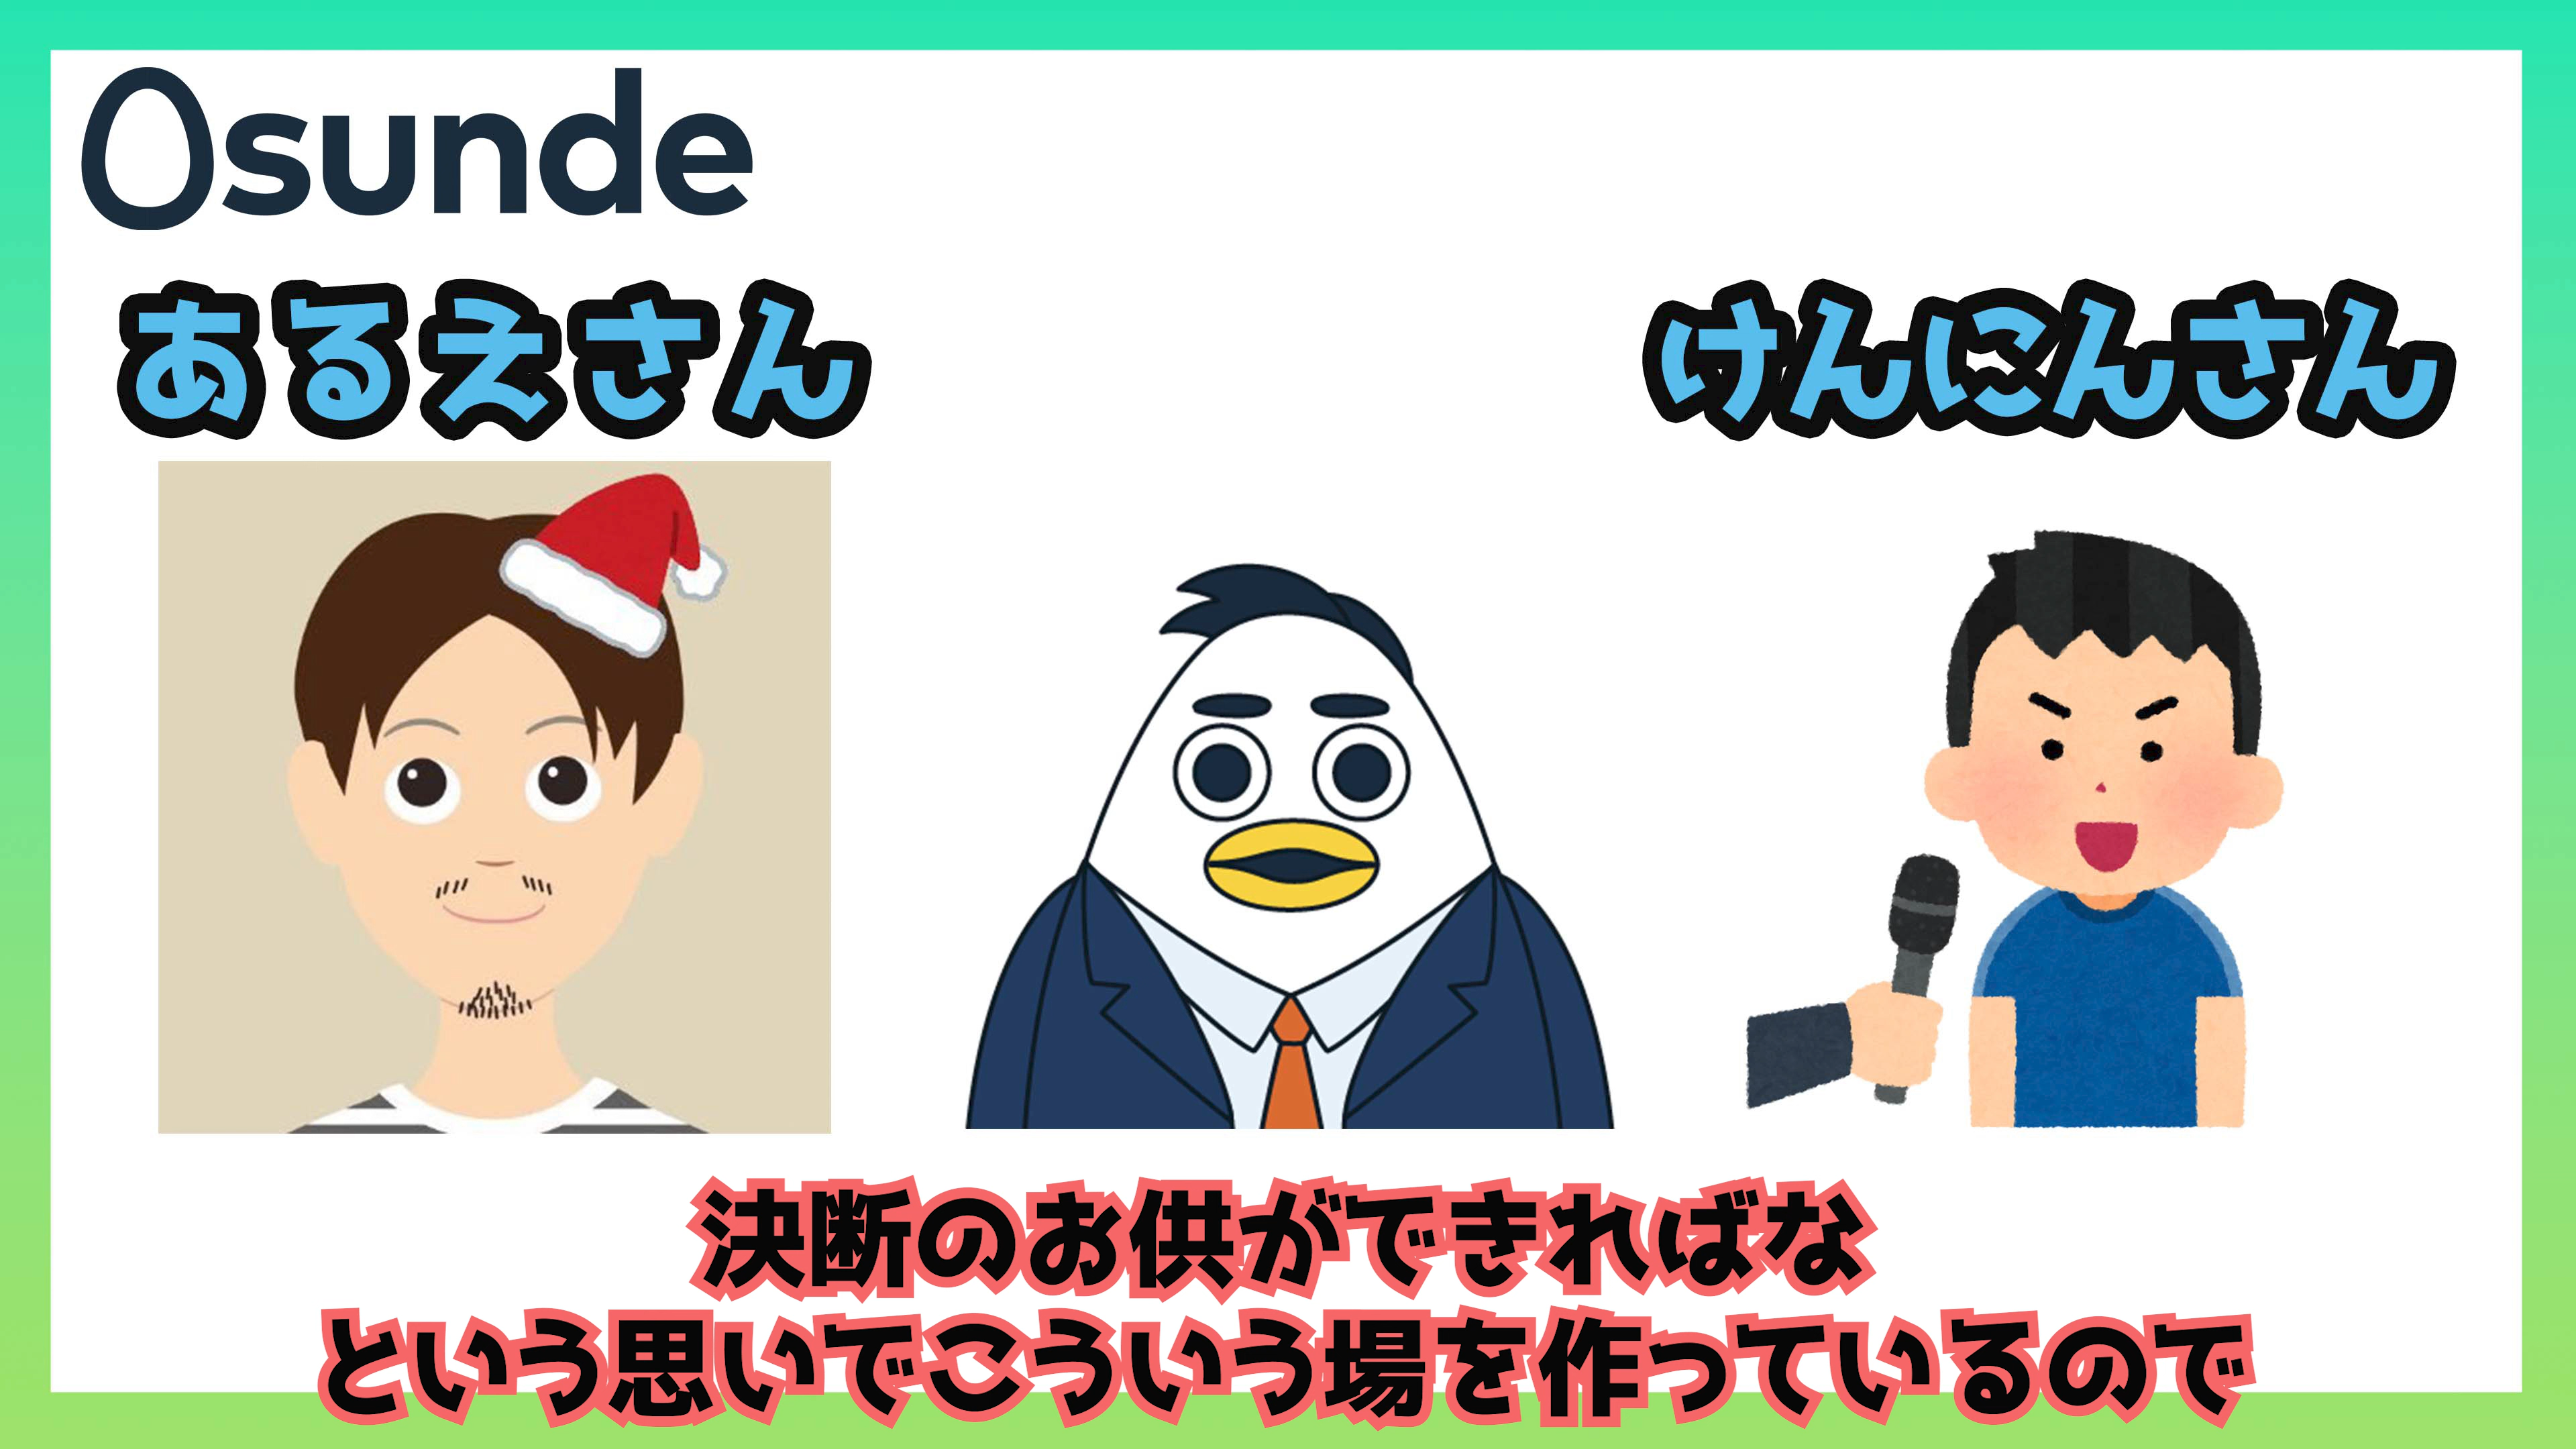 Osunde
あるえさん
けんにんさん
決断のお供ができればな
という思いでこういう場を作っているので